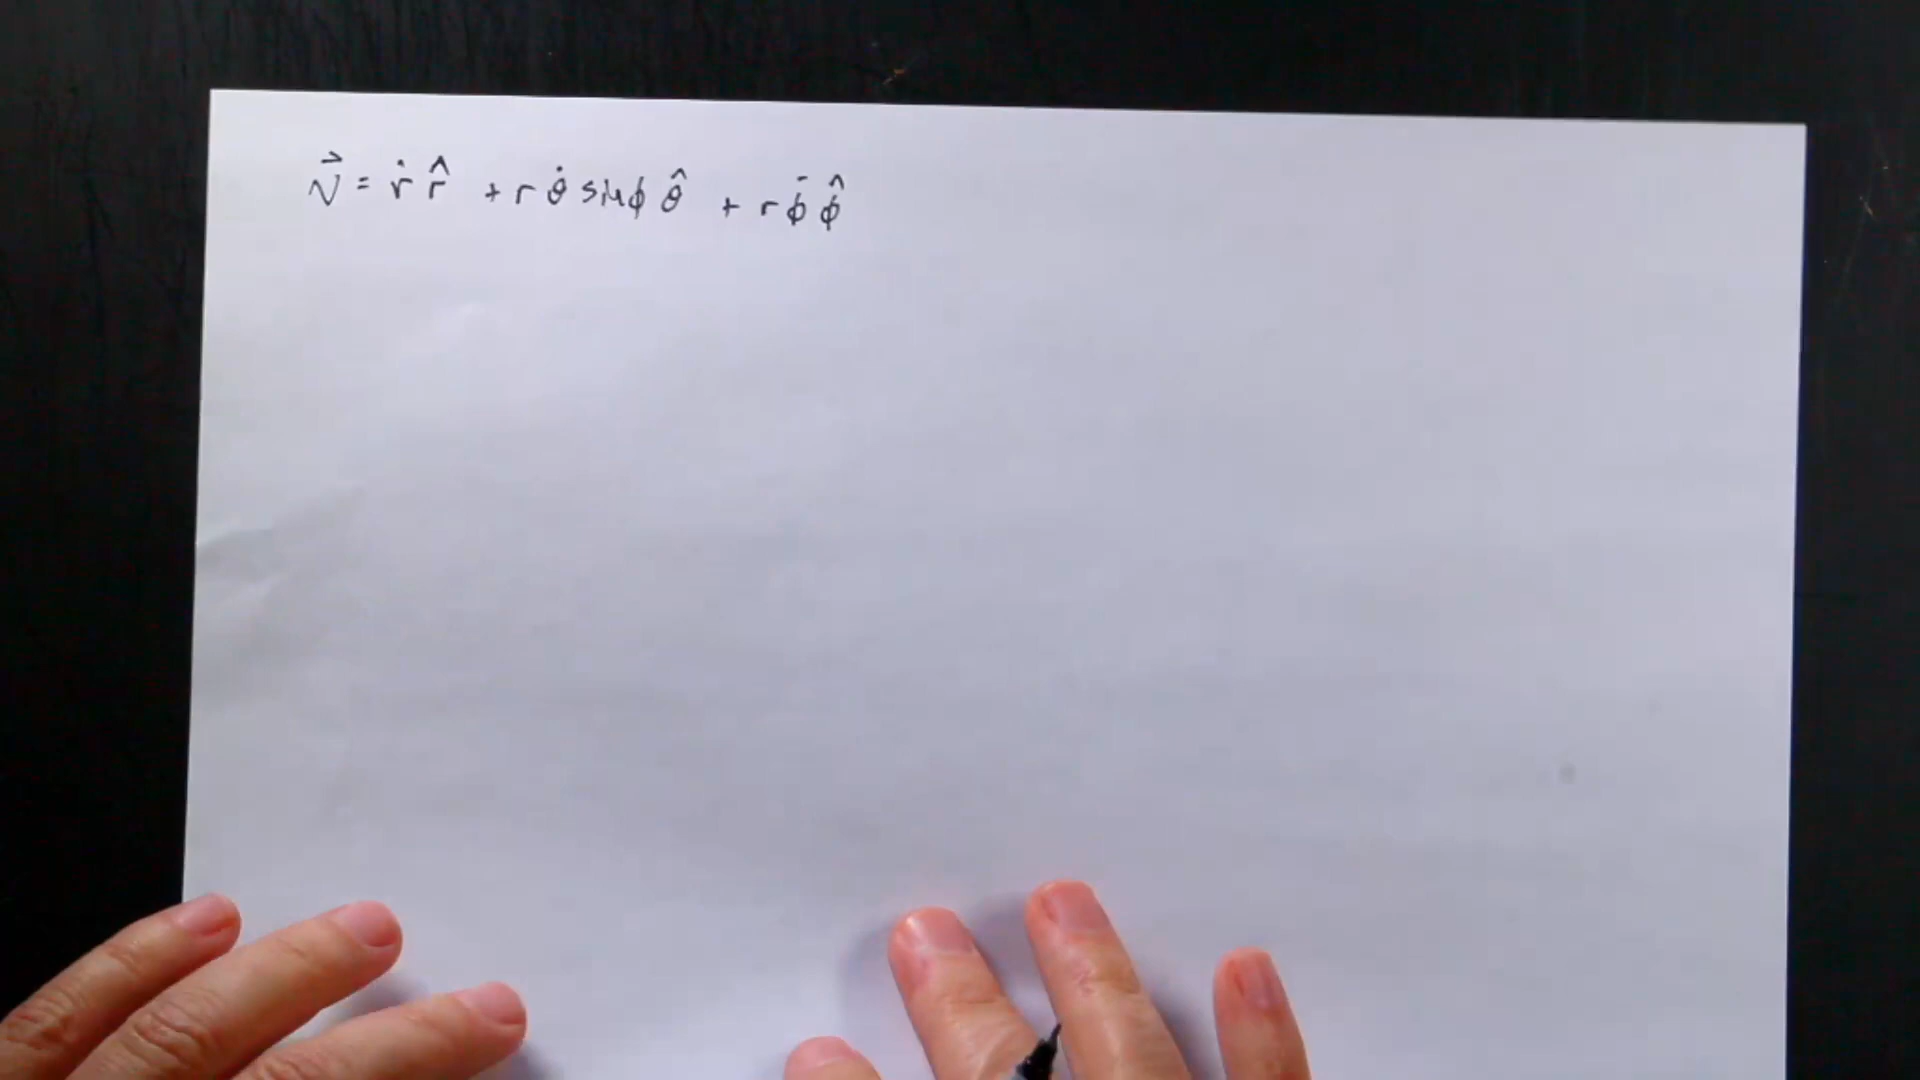 v⃗ = ṙ r̂ + r θ̇ sin ϕ θ̂ + r ϕ̇ ϕ̂